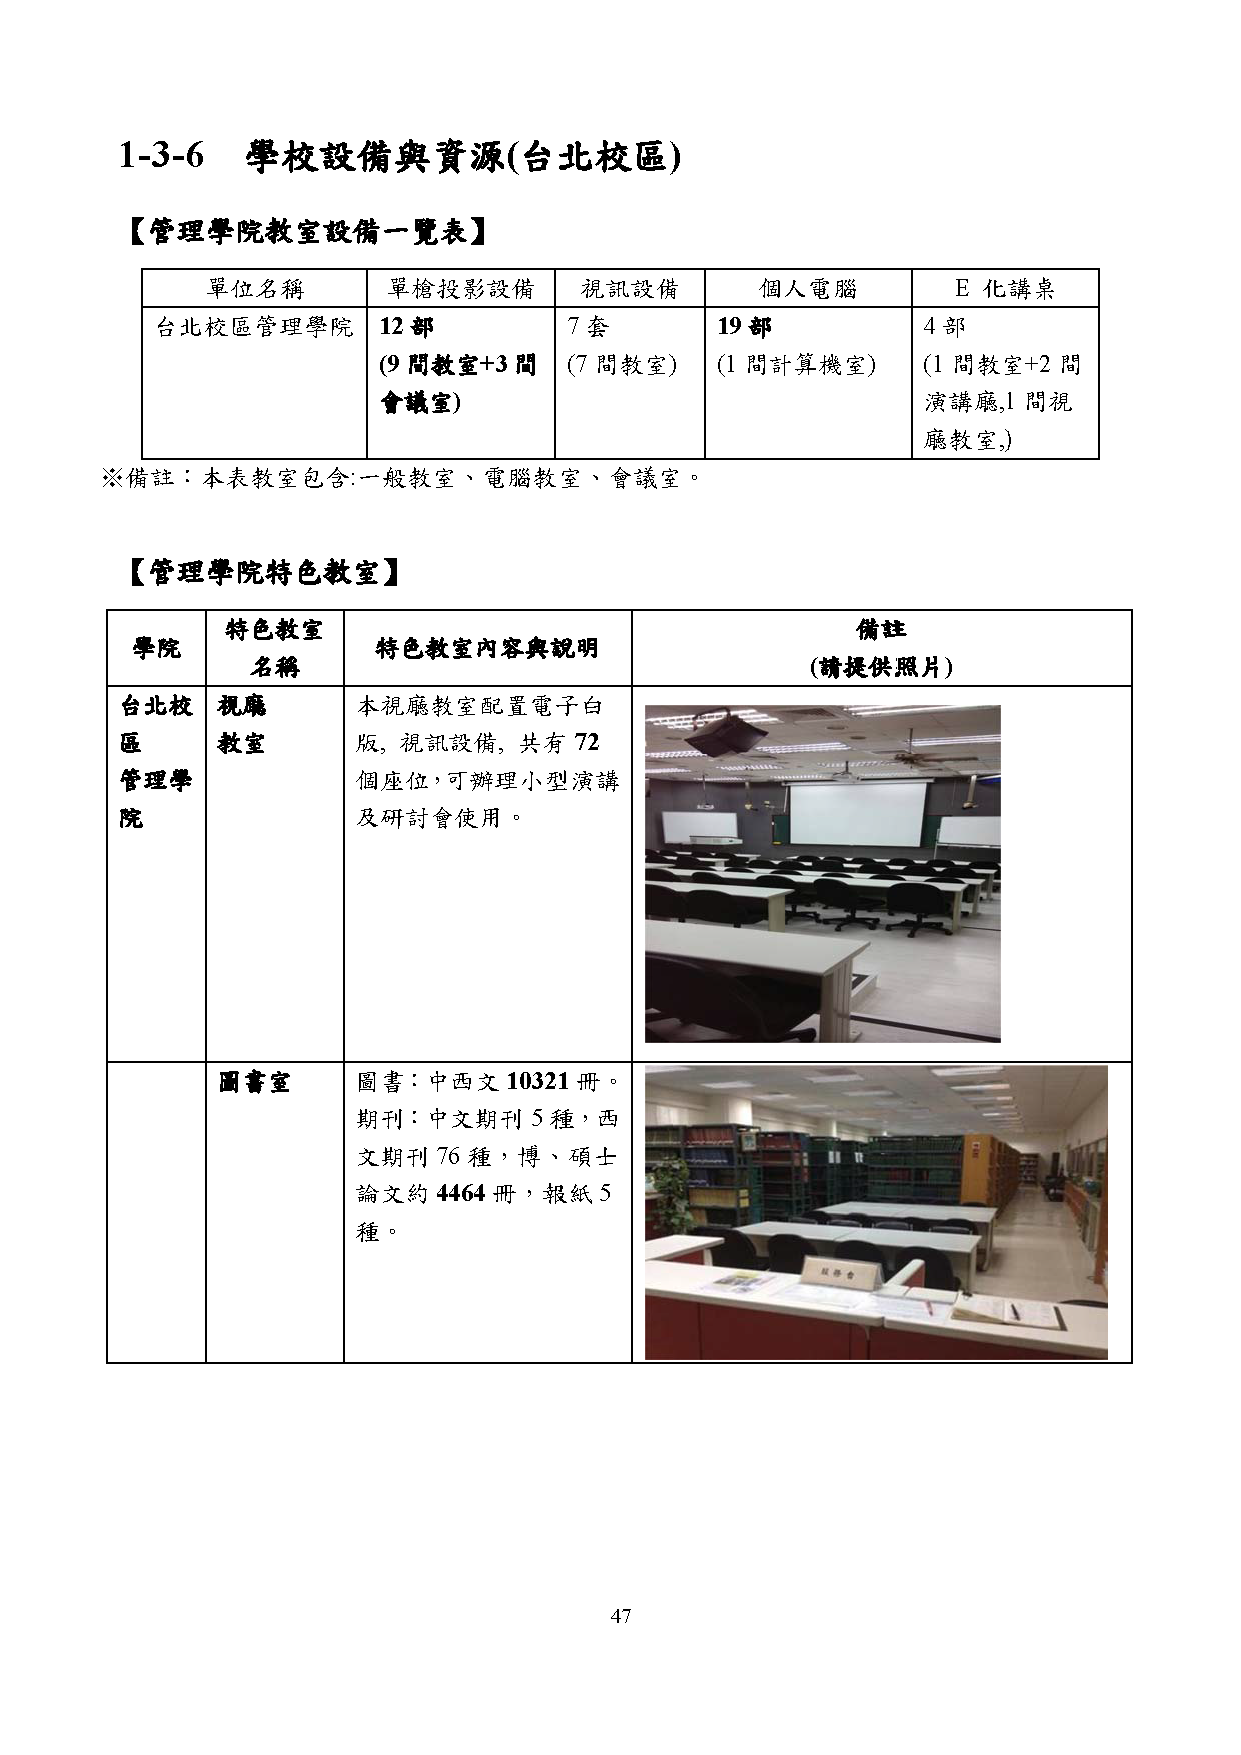 1-3-6 學校設備與資源(台北校區)
【管理學院教室設備一覽表】
單位名稱 單槍投影設備 視訊設備 個人電腦 E 化講桌
台北校區管理學院 12 部 7 套 19 部 4 部
(9 間教室+3 間 (7 間教室) (1 間計算機室) (1 間教室+2 間
會議室) 演講廳,1 間視
廳教室,)
※備註：本表教室包含:一般教室、電腦教室、會議室。
【管理學院特色教室】
學院 特色教室 特色教室內容與說明 備註
名稱 (請提供照片)
台北校 視廳 本視廳教室配置電子白
區 教室 版, 視訊設備, 共有 72
管理學 個座位，可辦理小型演講
院 及研討會使用。
圖書室 圖書：中西文 10321 冊。
期刊：中文期刊 5 種，西
文期刊 76 種，博、碩士
論文約 4464 冊，報紙 5
種。
服務台
47